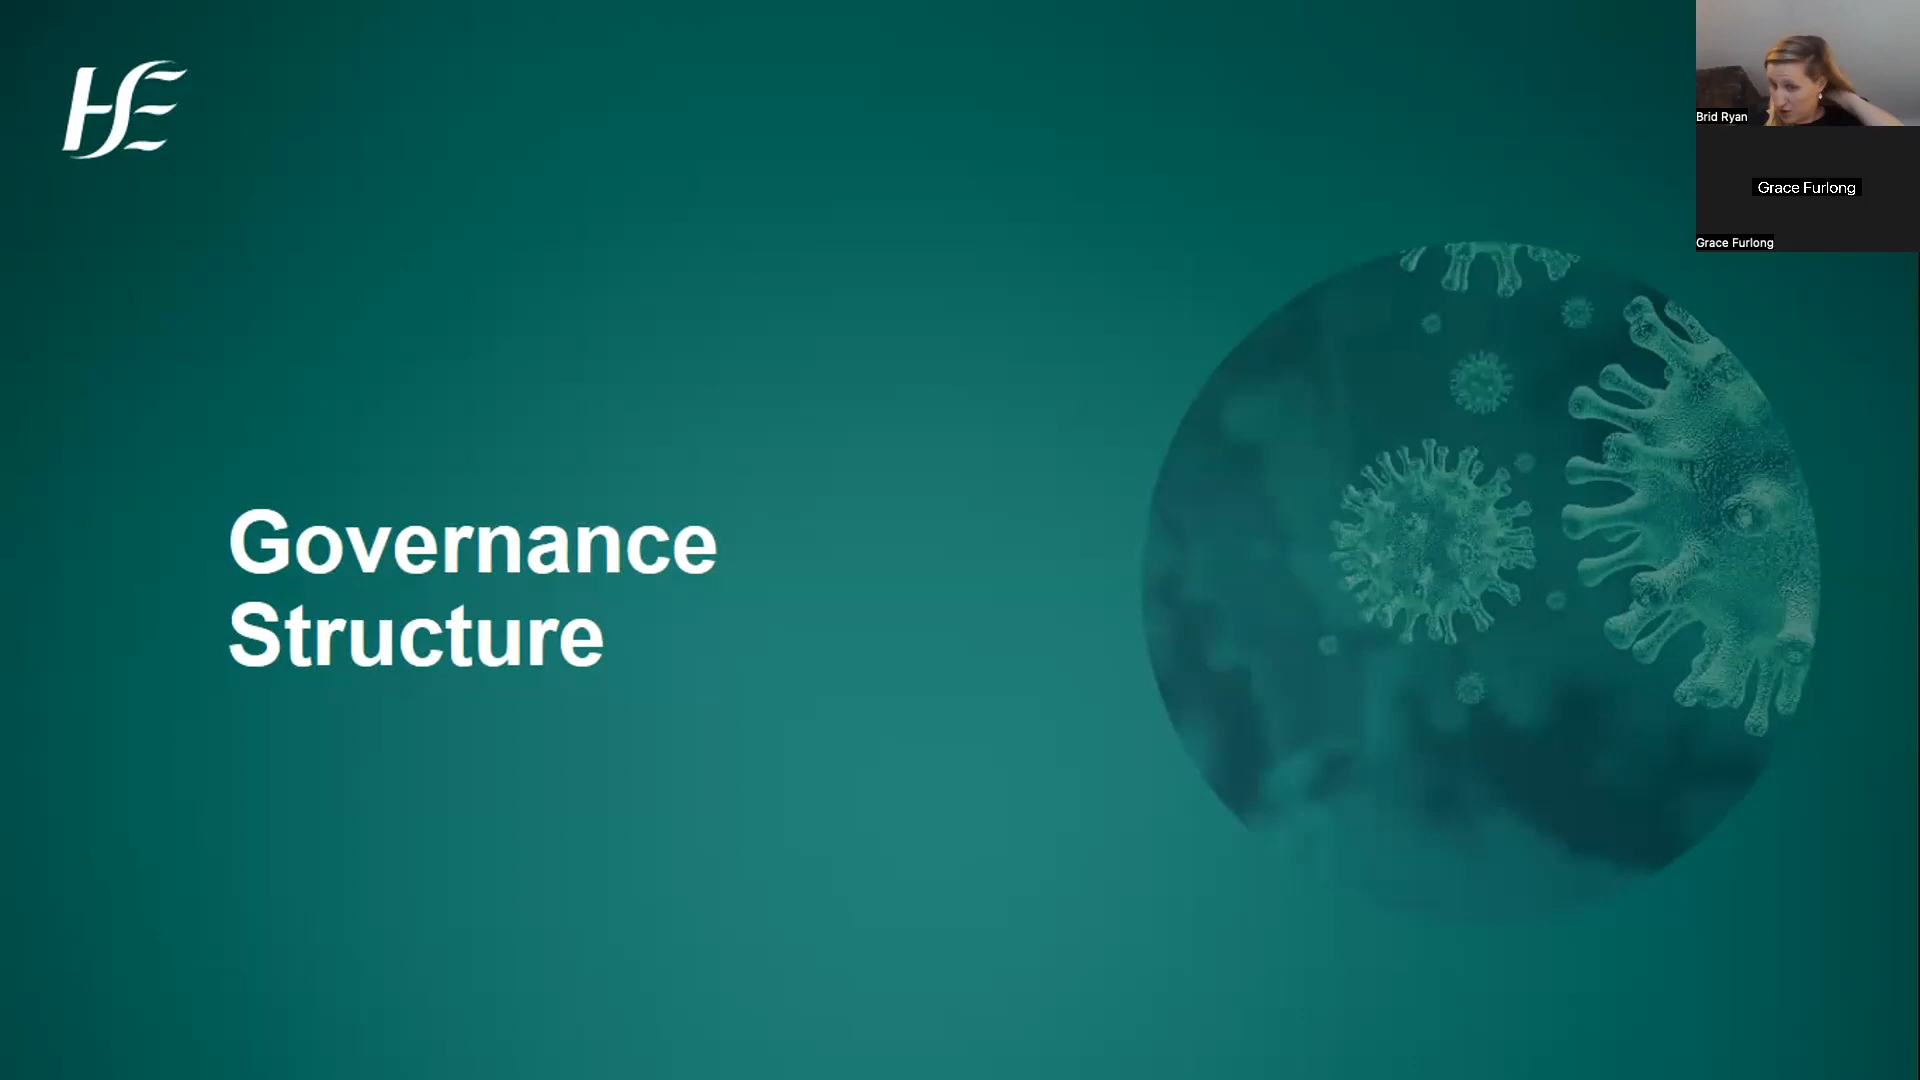 HSE
Brid Ryan
Grace Furlong
Grace Furlong
Governance
Structure